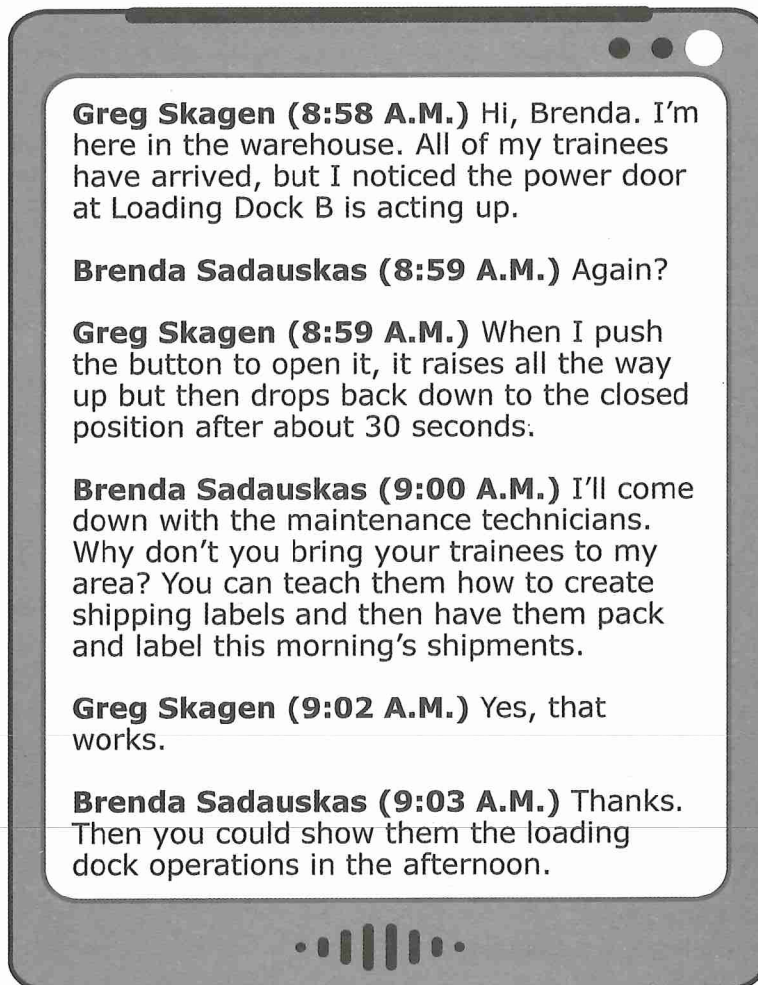 Greg Skagen (8:58 A.M.) Hi, Brenda. I'm
here in the warehouse. All of my trainees
have arrived, but I noticed the power door
at Loading Dock B is acting up.
Brenda Sadauskas (8:59 A.M.) Again?
Greg Skagen (8:59 A.M.) When I push
the button to open it, it raises all the way
up but then drops back down to the closed
position after about 30 seconds.
Brenda Sadauskas (9:00 A.M.) I'll come
down with the maintenance technicians.
Why don't you bring your trainees to my
area? You can teach them how to create
shipping labels and then have them pack
and label this morning's shipments.
Greg Skagen (9:02 A.M.) Yes, that
works.
Brenda Sadauskas (9:03 A.M.) Thanks.
Then you could show them the loading
dock operations in the afternoon.